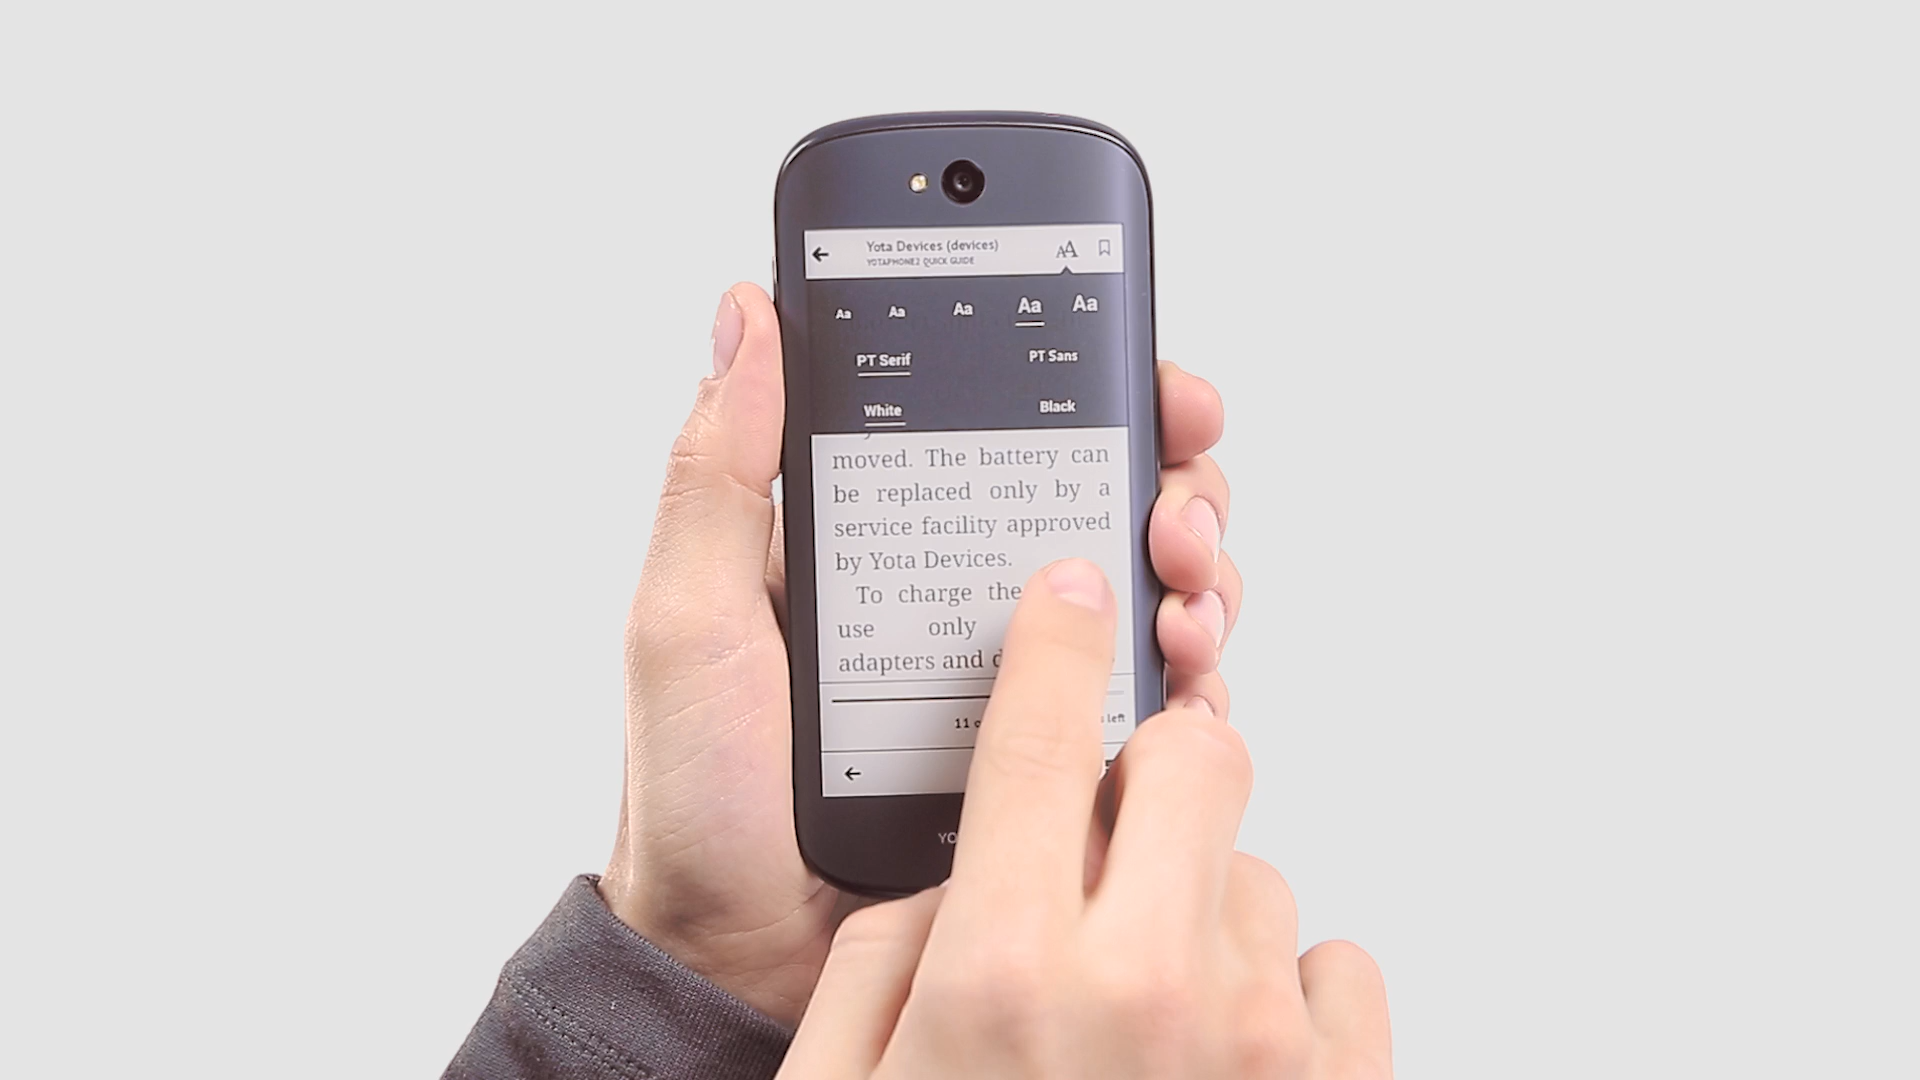 Yota Devices (devices) AA
YOTAPHONE2 QUICK GUIDE
Aa Aa Aa Aa Aa
PT Serif PT Sans
White Black
moved. The battery can
be replaced only by a
service facility approved
by Yota Devices.
To charge the
use only
adapters and
11 left